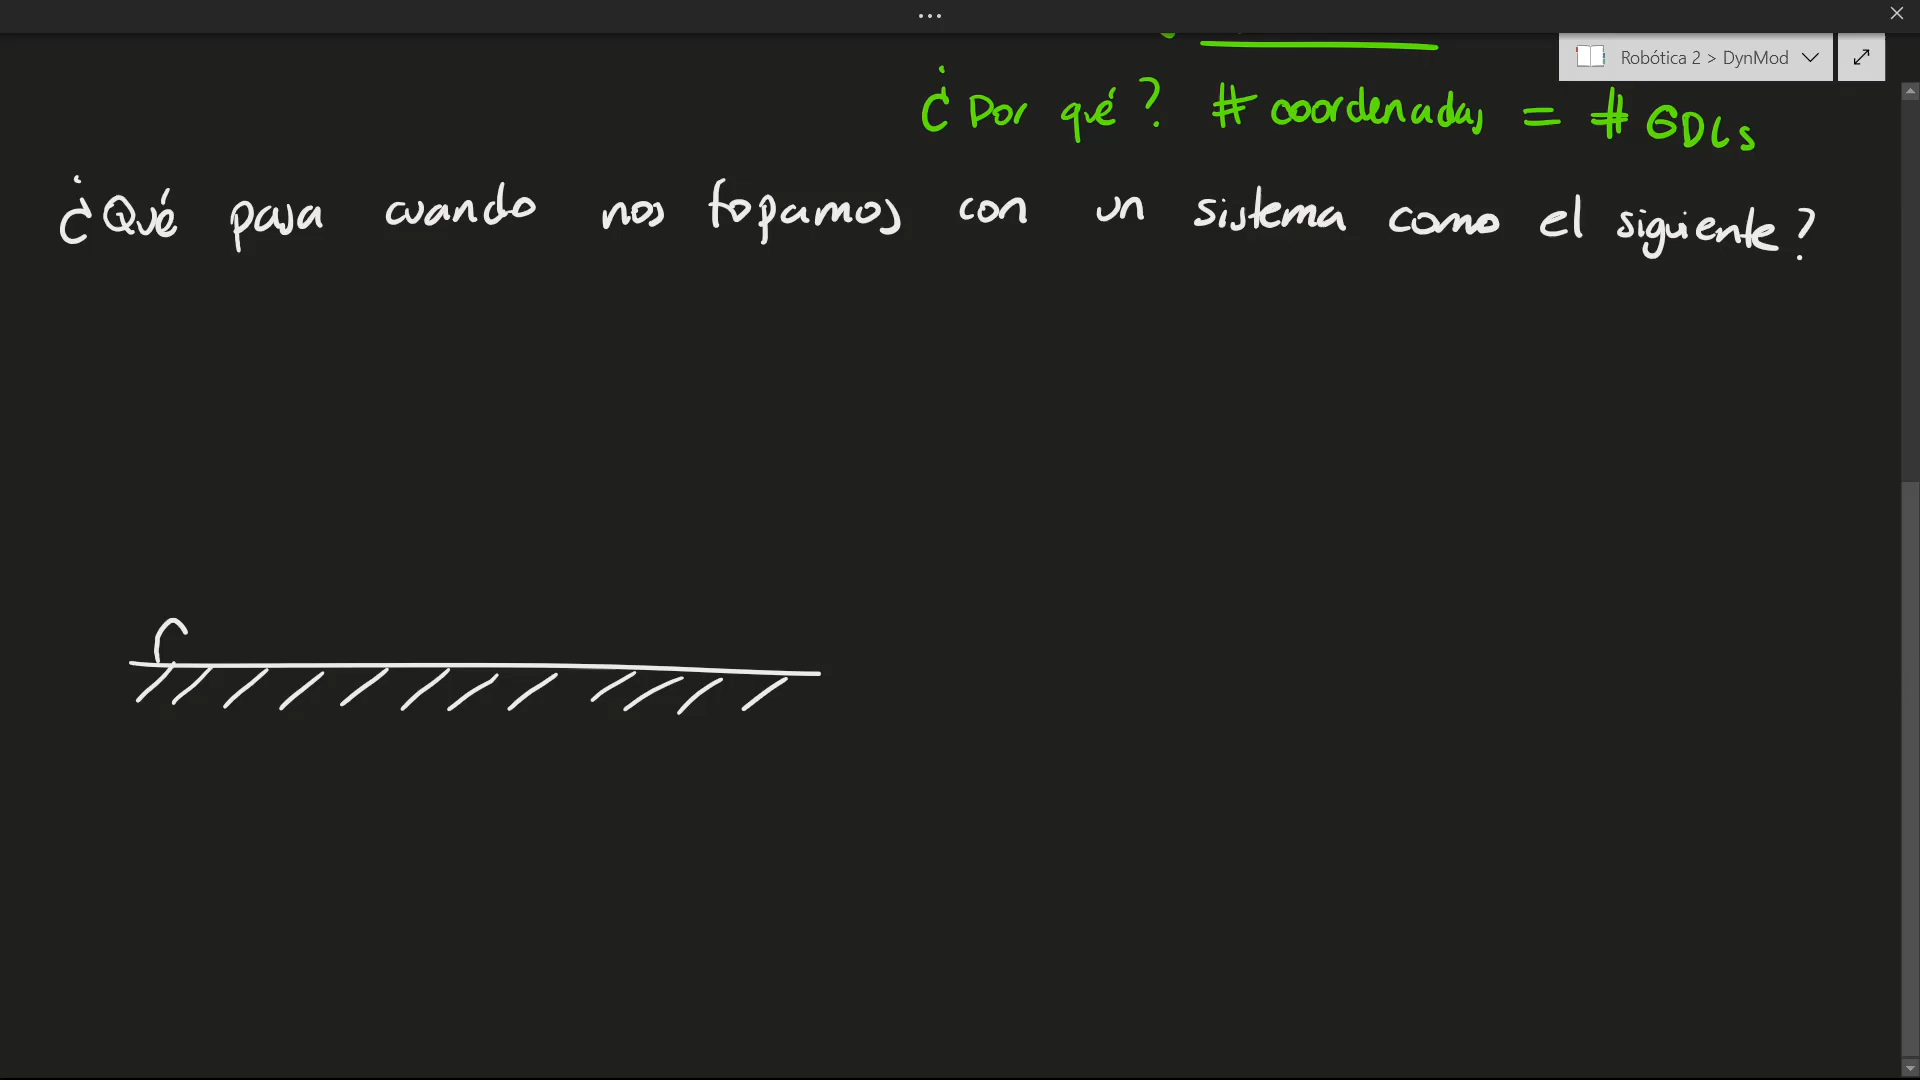 Robótica 2 > DynMod
¿Por qué? # coordenadas = # GDLs
¿Qué pasa cuando nos topamos con un sistema como el siguiente?